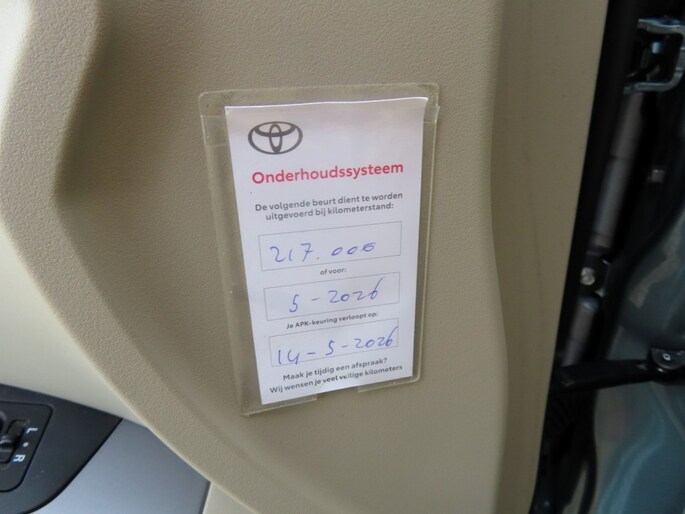 Onderhoudssysteem
De volgende beurt dient te worden
uitgevoerd bij kilometerstand:
217.000
of voor:
5-2026
Je APK-keuring verloopt op:
14-5-2026
Maak je tijdig een afspraak?
Wij wensen je veel veilige kilometers
L R